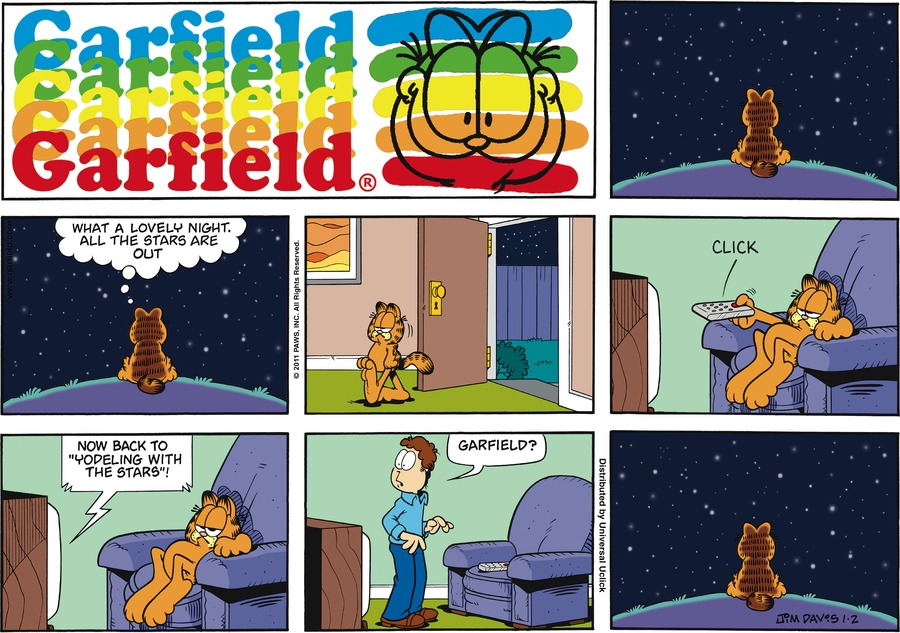 Garfield
Garfield
Garfield
Garfield
Garfield®
WHAT A LOVELY NIGHT.
ALL THE STARS ARE
OUT
© 2011 PAWS, INC. All Rights Reserved.
CLICK
NOW BACK TO
"YODELING WITH
THE STARS"!
GARFIELD?
Distributed by Universal Uclick
JIM DAVIS 1·2